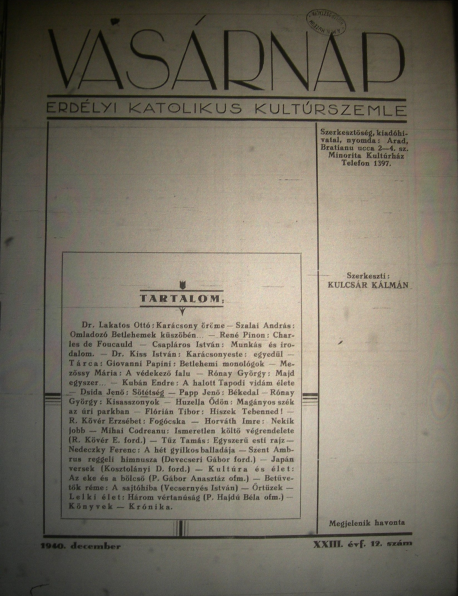 VASÁRNAP
ERDÉLYI KATOLIKUS KULTÚRSZEMLE
Szerkesztőség, kiadóhi-
vatal, nyomda: Arad,
Bratianu ucca 2—4. sz.
Minorita Kultúrház
Telefon 1397.
Szerkeszti:
KULCSÁR KÁLMÁN
TARTALOM
Dr. Lakatos Ottó: Karácsony öröme — Szalai András:
Omladozó Betlehemek küszöbén — René Pinon: Char-
les de Foucauld — Csapláros István: Munkás és iro-
dalom. — Dr. Kiss István: Karácsonyeste: egyedül —
Tárca: Giovanni Papini: Betlehemi monológok — Me-
zőssy Mária: A védekező falu — Rónay György: Majd
egyszer... — Kubán Endre: A halott Tapodi vidám élete
— Dsida Jenő: Sötétség — Papp Jenő: Békedal — Rónay
György: Kisasszonyok — Huzella Ödön: Magányos szék
az úri parkban — Flórián Tibor: Hiszek Tebenned! —
R. Kövér Erzsébet: Fogócska — Horváth Imre: Nekik
jobb — Mihai Codreanu: Ismeretlen költő végrendelete
(R. Kövér E. ford.) — Tűz Tamás: Egyszerű esti rajz —
Nedeczky Ferenc: A hét gyilkos balladája — Szent Amb-
rus reggeli himnusza (Devecseri Gábor ford.) — Japán
versek (Kosztolányi D. ford.) — Kultúra és élet:
Az eke és a bölcső (P. Gábor Anasztáz ofm.) — Betűve-
tők réme: A sajtóhiba (Vecsernyés István) — Őrtüzek —
Lelki élet: Három vértanúság (P. Hajdú Béla ofm.) —
Könyvek — Krónika.
Megjelenik havonta
1940. december
XXIII. évf. 12. szám